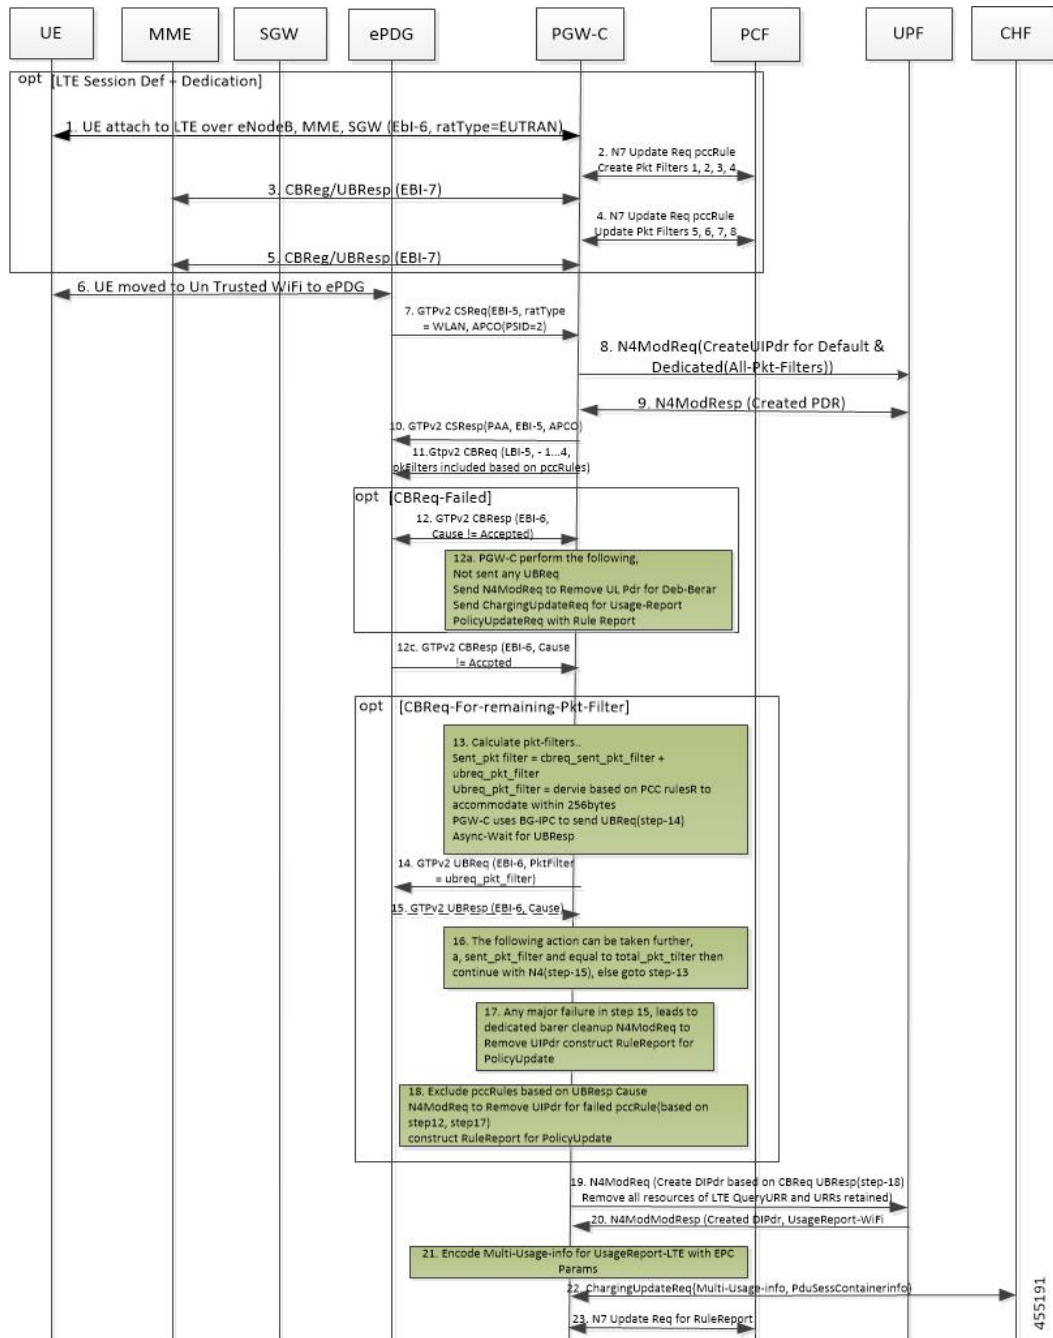 UE
MME
SGW
ePDG
PGW-C
PCF
UPF
CHF
opt [LTE Session Def – Dedication]
1. UE attach to LTE over eNodeB, MME, SGW (EbI-6, ratType=EUTRAN)
2. N7 Update Req pccRule
Create Pkt Filters 1, 2, 3, 4
3. CBReg/UBResp (EBI-7)
4. N7 Update Req pccRule
Update Pkt Filters 5, 6, 7, 8
5. CBReg/UBResp (EBI-7)
6. UE moved to Un Trusted WiFi to ePDG
7. GTPv2 CSReq(EBI-5, ratType
= WLAN, APCO(PSID=2)
8. N4ModReq(CreateUIPdr for Default &
Dedicated(All-Pkt-Filters))
9. N4ModResp (Created PDR)
10. GTPv2 CSResp(PAA, EBI-5, APCO)
11.Gtpv2 CBReq (LBI-5, - 1...4,
pkFilters included based on pccRules)
opt [CBReq-Failed]
12. GTPv2 CBResp (EBI-6,
Cause != Accepted)
12a. PGW-C perform the following,
Not sent any UBReq
Send N4ModReq to Remove UL Pdr for Deb-Berar
Send ChargingUpdateReq for Usage-Report
PolicyUpdateReq with Rule Report
12c. GTPv2 CBResp (EBI-6, Cause
!= Accpted
opt [CBReq-For-remaining-Pkt-Filter]
13. Calculate pkt-filters..
Sent_pkt filter = cbreq_sent_pkt_filter +
ubreq_pkt_filter
Ubreq_pkt_filter = dervie based on PCC rulesR to
accommodate within 256bytes
PGW-C uses BG-IPC to send UBReq(step-14)
Async-Wait for UBResp
14. GTPv2 UBReq (EBI-6, PktFilter
= ubreq_pkt_filter)
15. GTPv2 UBResp (EBI-6, Cause)
16. The following action can be taken further,
a, sent_pkt_filter and equal to total_pkt_tilter then
continue with N4(step-15), else goto step-13
17. Any major failure in step 15, leads to
dedicated barer cleanup N4ModReq to
Remove UIPdr construct RuleReport for
PolicyUpdate
18. Exclude pccRules based on UBResp Cause
N4ModReq to Remove UIPdr for failed pccRule(based on
step12, step17)
construct RuleReport for PolicyUpdate
19. N4ModReq (Create DIPdr based on CBReq UBResp(step-18)
Remove all resources of LTE QueryURR and URRs retained)
20. N4ModModResp (Created DIPdr, UsageReport-WiFi
21. Encode Multi-Usage-info for UsageReport-LTE with EPC
Params
22. ChargingUpdateReq(Multi-Usage-info, PduSessContainerinfo)
23. N7 Update Req for RuleReport
455191